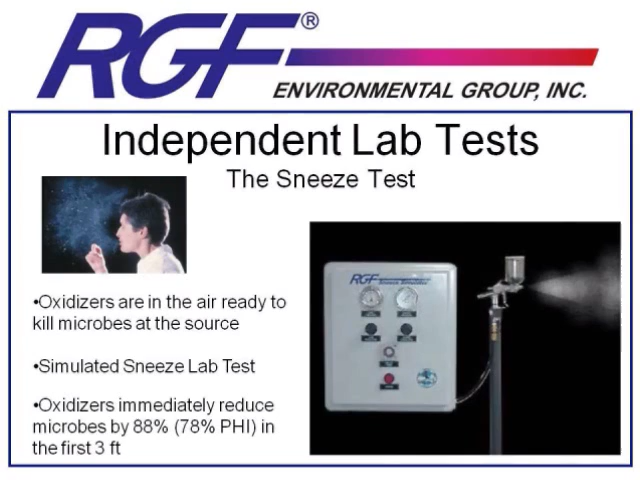 RGF®
ENVIRONMENTAL GROUP, INC.
Independent Lab Tests
The Sneeze Test
•Oxidizers are in the air ready to
kill microbes at the source
•Simulated Sneeze Lab Test
•Oxidizers immediately reduce
microbes by 88% (78% PHI) in
the first 3 ft
RGF